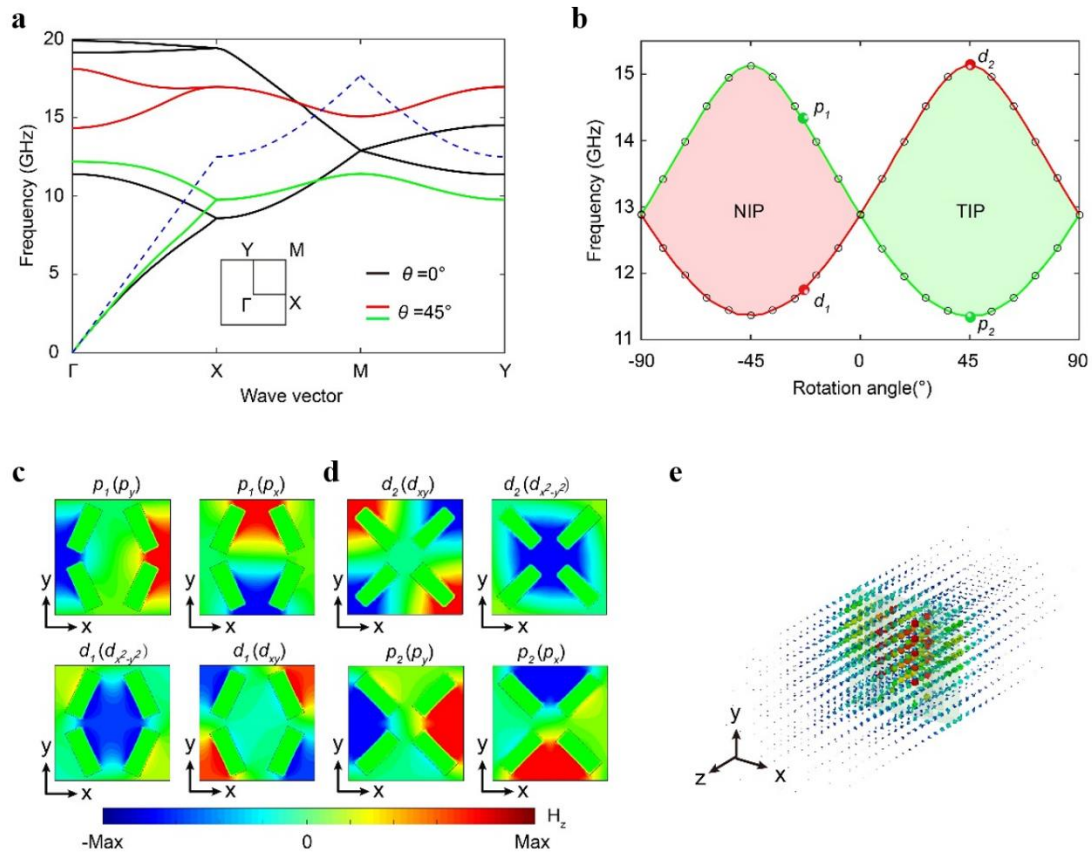 a
20
15
10
5
0
Frequency (GHz)
Y M
Γ X
θ =0°
θ =45°
Γ X M Y
Wave vector
b
15
14
13
12
11
Frequency (GHz)
d2
p1
NIP
TIP
d1
p2
-90 -45 0 45 90
Rotation angle(°)
c
p1(py)
p1(px)
y
x
y
x
d1(dx²-y²)
d1(dxy)
y
x
y
x
d
d2(dxy)
d2(dx²-y²)
y
x
y
x
p2(py)
p2(px)
y
x
y
x
Hz
-Max 0 Max
e
y
z
x